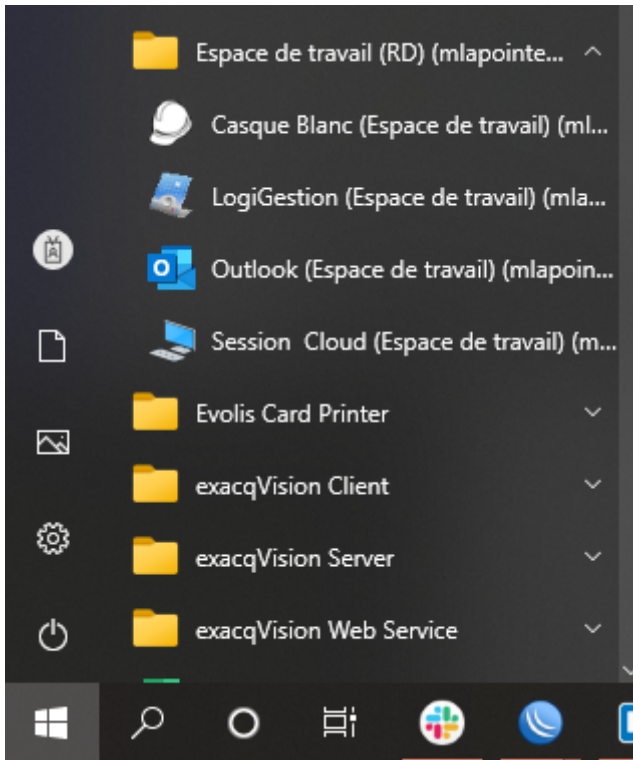 Espace de travail (RD) (mlapointe...
Casque Blanc (Espace de travail) (ml...
LogiGestion (Espace de travail) (mla...
Outlook (Espace de travail) (mlapoin...
Session Cloud (Espace de travail) (m...
Evolis Card Printer
exacqVision Client
exacqVision Server
exacqVision Web Service